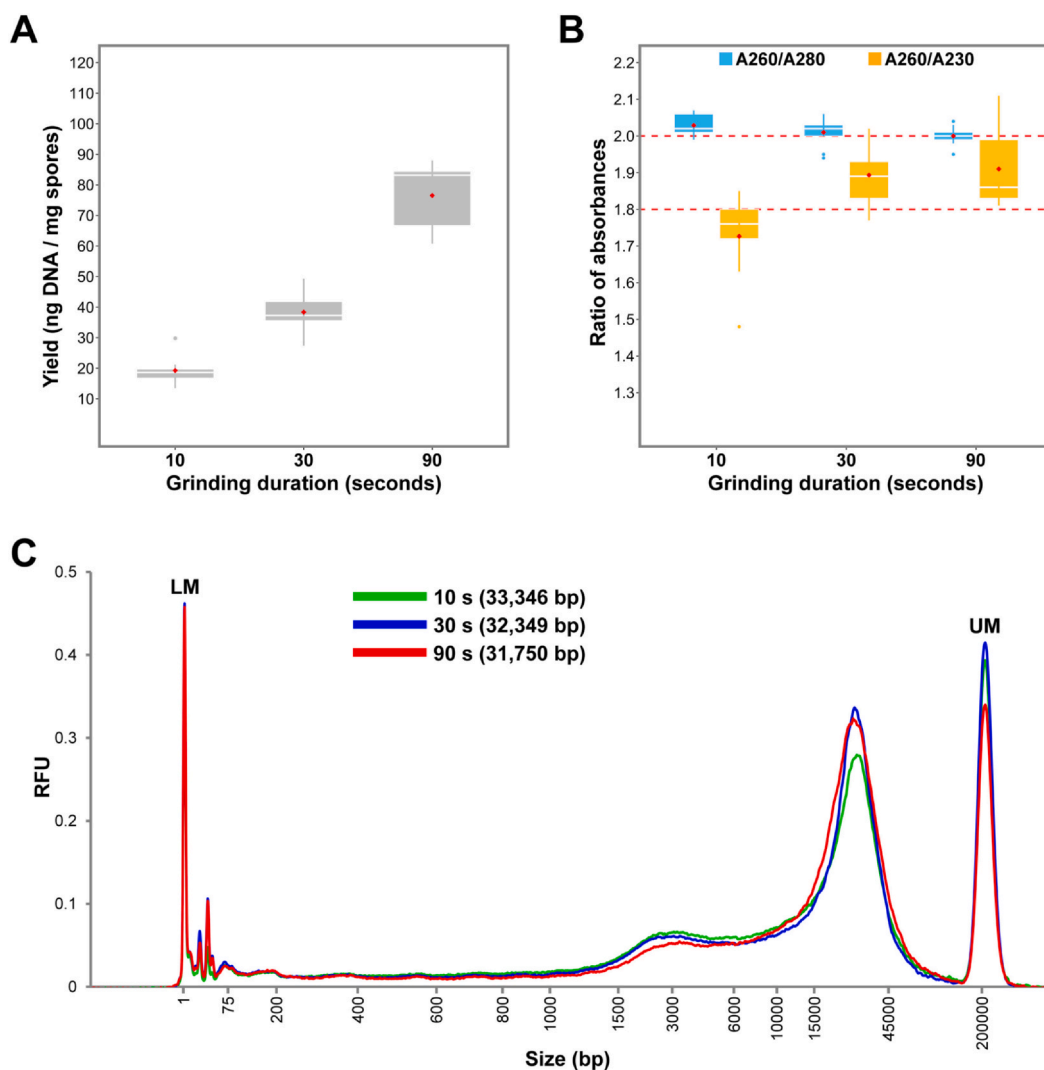 A
120
110
100
90
80
70
60
50
40
30
20
10
Yield (ng DNA / mg spores)
10 30 90
Grinding duration (seconds)
B
A260/A280 A260/A230
2.2
2.1
2.0
1.9
1.8
1.7
1.6
1.5
1.4
1.3
Ratio of absorbances
10 30 90
Grinding duration (seconds)
C
0.5
0.4
0.3
0.2
0.1
0
RFU
LM
10 s (33,346 bp)
30 s (32,349 bp)
90 s (31,750 bp)
UM
1 75 200 400 600 800 1000 1500 3000 6000 10000 15000 45000 200000
Size (bp)